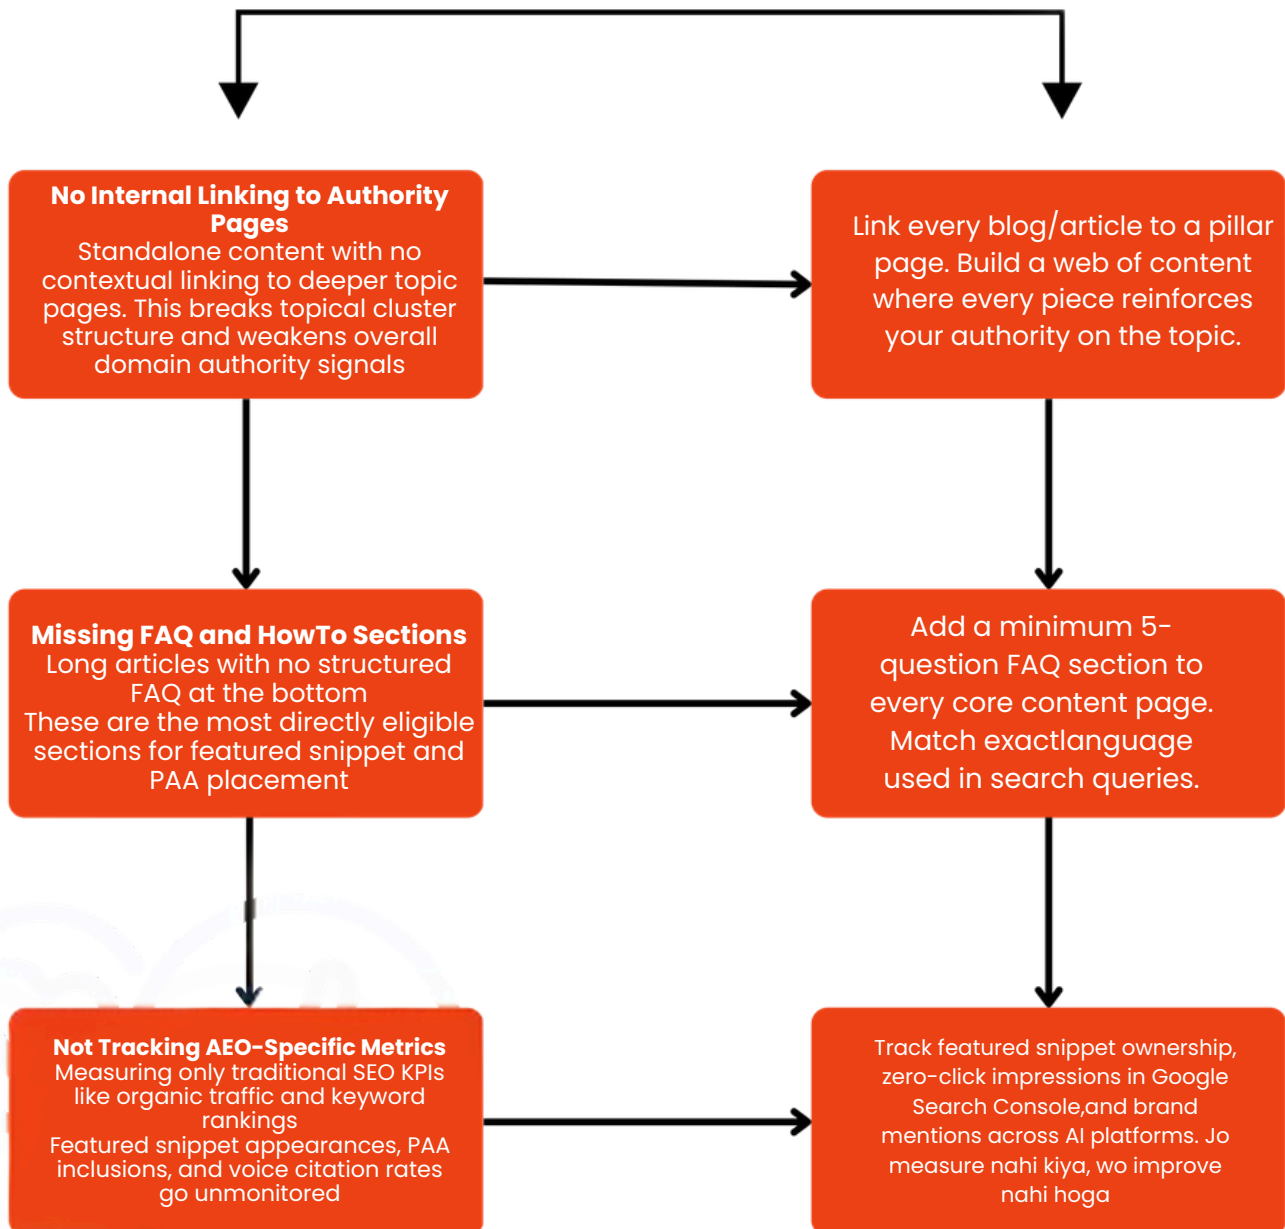 No Internal Linking to Authority
Pages
Standalone content with no
contextual linking to deeper topic
pages. This breaks topical cluster
structure and weakens overall
domain authority signals
Link every blog/article to a pillar
page. Build a web of content
where every piece reinforces
your authority on the topic.
Missing FAQ and HowTo Sections
Long articles with no structured
FAQ at the bottom
These are the most directly eligible
sections for featured snippet and
PAA placement
Add a minimum 5-
question FAQ section to
every core content page.
Match exactlanguage
used in search queries.
Not Tracking AEO-Specific Metrics
Measuring only traditional SEO KPIs
like organic traffic and keyword
rankings
Featured snippet appearances, PAA
inclusions, and voice citation rates
go unmonitored
Track featured snippet ownership,
zero-click impressions in Google
Search Console,and brand
mentions across AI platforms. Jo
measure nahi kiya, wo improve
nahi hoga